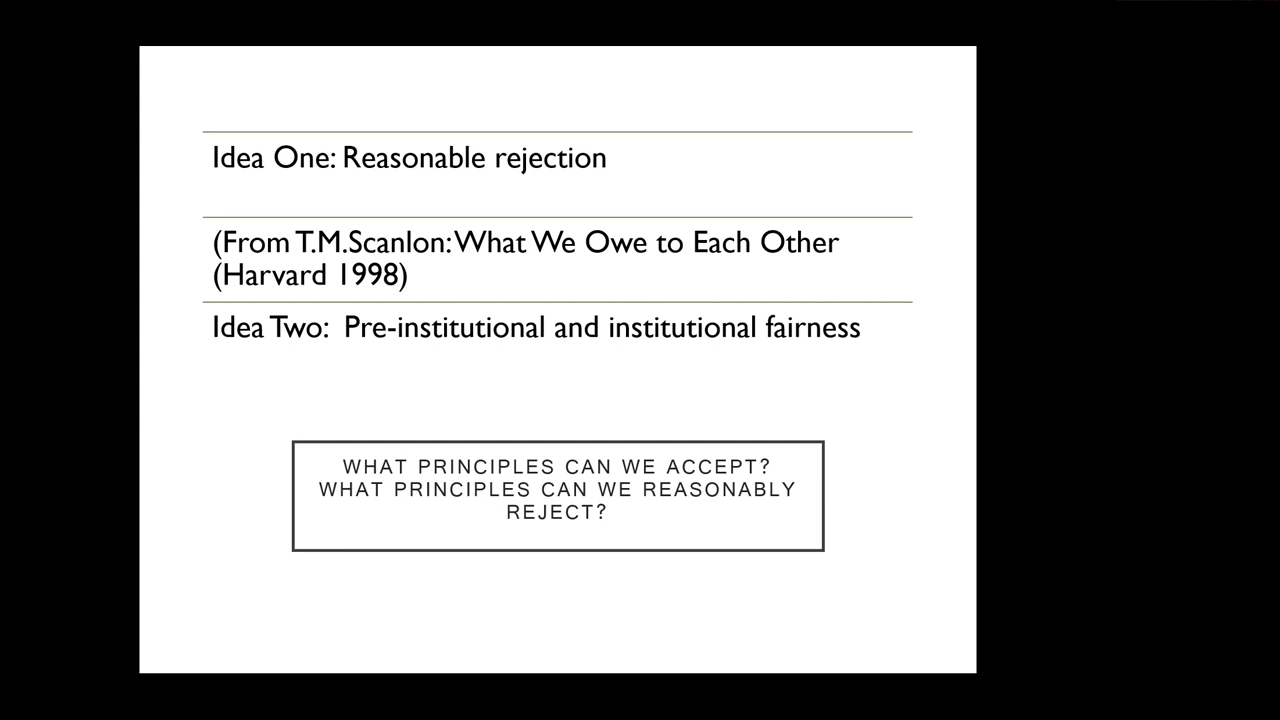 Idea One: Reasonable rejection
(From T.M.Scanlon: What We Owe to Each Other
(Harvard 1998)
Idea Two:  Pre-institutional and institutional fairness
WHAT PRINCIPLES CAN WE ACCEPT?
WHAT PRINCIPLES CAN WE REASONABLY
REJECT?